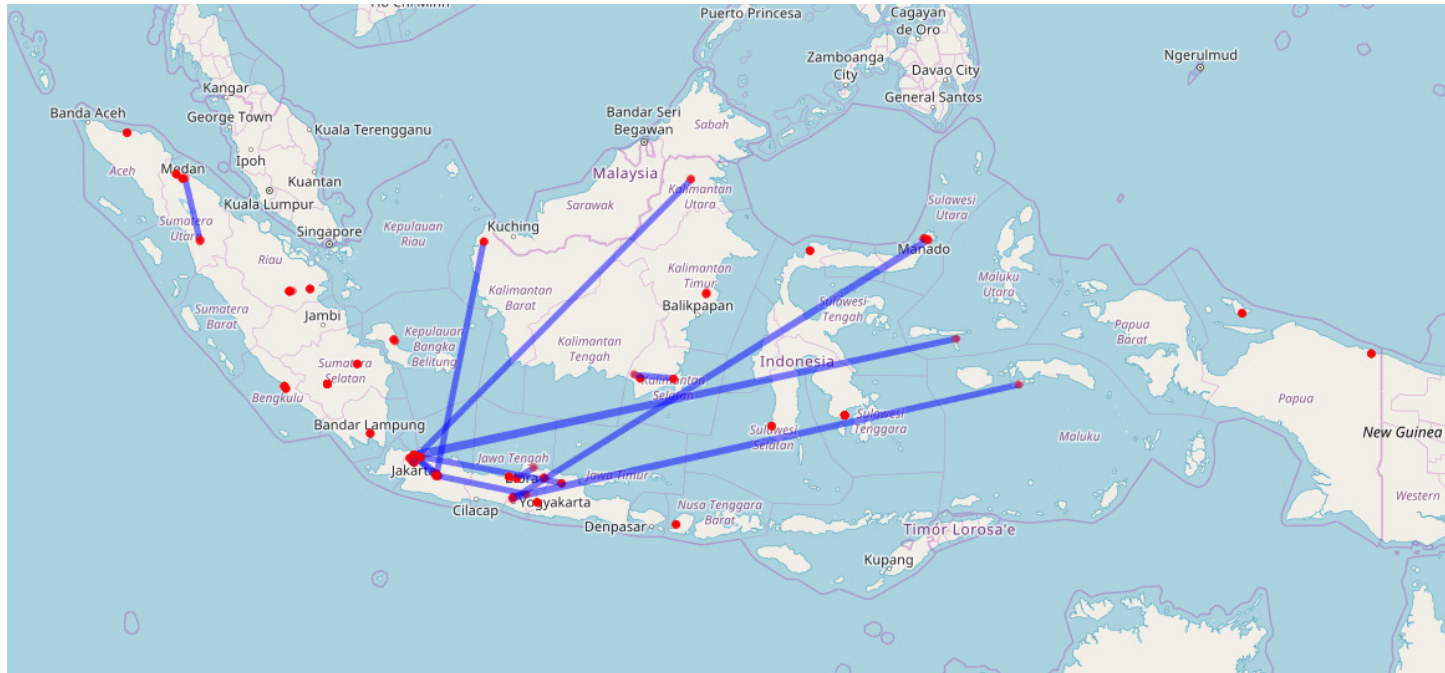 Puerto Princesa
Cagayan
de Oro
Zamboanga
City
Davao City
General Santos
Ngerulmud
Kangar
Banda Aceh
George Town
Kuala Terengganu
Bandar Seri
Begawan
Sabah
Ipoh
Aceh
Medan
Kuantan
Malaysia
Kuala Lumpur
Kalimantan
Utara
Sulawesi
Utara
Sarawak
Sumatera
Utara
Kepulauan
Riau
Kuching
Singapore
Manado
Riau
Kalimantan
Timur
Maluku
Utara
Kalimantan
Barat
Balikpapan
Sulawesi
Tengah
Sumatera
Barat
Jambi
Kepulauan
Bangka
Belitung
Papua
Barat
Kalimantan
Tengah
Indonesia
Sumatera
Selatan
Kalimantan
Selatan
Bengkulu
Papua
Bandar Lampung
Sulawesi
Selatan
Sulawesi
Tenggara
Maluku
New Guinea
Jakarta
Jawa Tengah
Blora
Jawa Timur
Yogyakarta
Cilacap
Western
Denpasar
Nusa Tenggara
Barat
Timór Lorosa'e
Kupang